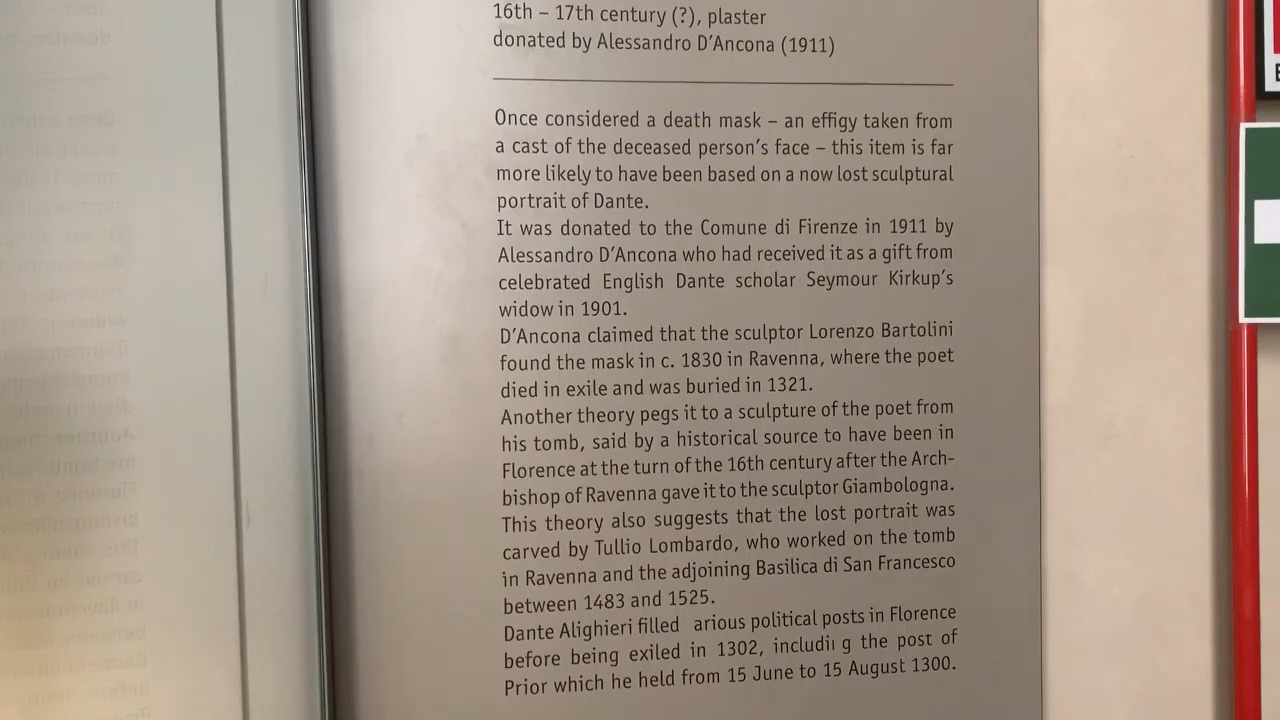 16th – 17th century (?), plaster
donated by Alessandro D'Ancona (1911)
Once considered a death mask – an effigy taken from
a cast of the deceased person's face – this item is far
more likely to have been based on a now lost sculptural
portrait of Dante.
It was donated to the Comune di Firenze in 1911 by
Alessandro D'Ancona who had received it as a gift from
celebrated English Dante scholar Seymour Kirkup's
widow in 1901.
D'Ancona claimed that the sculptor Lorenzo Bartolini
found the mask in c. 1830 in Ravenna, where the poet
died in exile and was buried in 1321.
Another theory pegs it to a sculpture of the poet from
his tomb, said by a historical source to have been in
Florence at the turn of the 16th century after the Arch-
bishop of Ravenna gave it to the sculptor Giambologna.
This theory also suggests that the lost portrait was
carved by Tullio Lombardo, who worked on the tomb
in Ravenna and the adjoining Basilica di San Francesco
between 1483 and 1525.
Dante Alighieri filled arious political posts in Florence
before being exiled in 1302, includii g the post of
Prior which he held from 15 June to 15 August 1300.